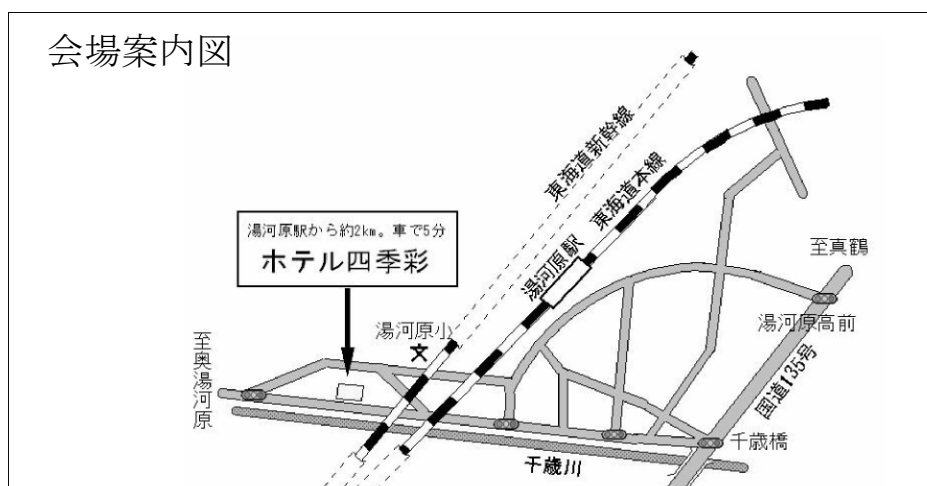 会場案内図
東海道新幹線
東海道本線
湯河原駅から約2km。車で5分
ホテル四季彩
湯河原駅
至真鶴
湯河原小
文
湯河原高前
至奥湯河原
国道135号
千歳橋
千歳川